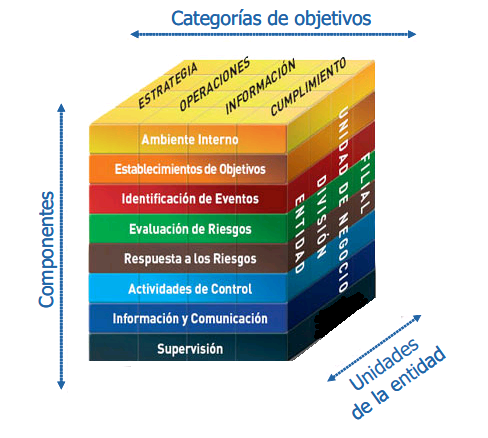 Categorías de objetivos
ESTRATEGIA
OPERACIONES
INFORMACIÓN
CUMPLIMIENTO
Componentes
Ambiente Interno
Establecimientos de Objetivos
Identificación de Eventos
Evaluación de Riesgos
Respuesta a los Riesgos
Actividades de Control
Información y Comunicación
Supervisión
ENTIDAD
DIVISIÓN
UNIDAD DE NEGOCIO
FILIAL
Unidades
de la entidad